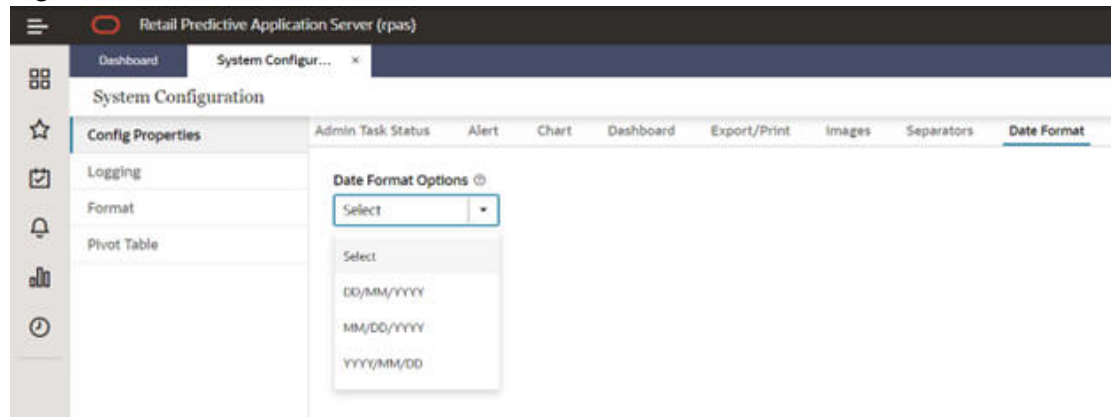 Retail Predictive Application Server (rpas)
Dashboard System Configur... ×
System Configuration
Config Properties
Logging
Format
Pivot Table
Admin Task Status Alert Chart Dashboard Export/Print Images Separators Date Format
Date Format Options
Select
Select
DD/MM/YYYY
MM/DD/YYYY
YYYY/MM/DD